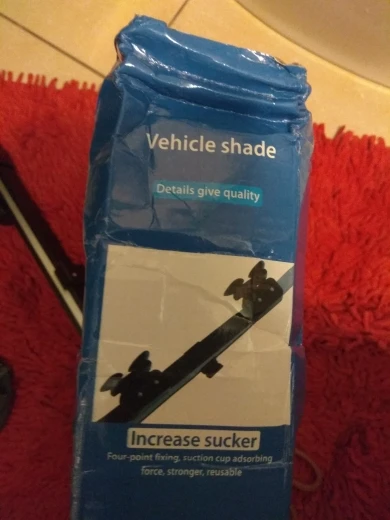 Vehicle shade
Details give quality
Increase sucker
Four-point fixing, suction cup adsorbing
force, stronger, reusable